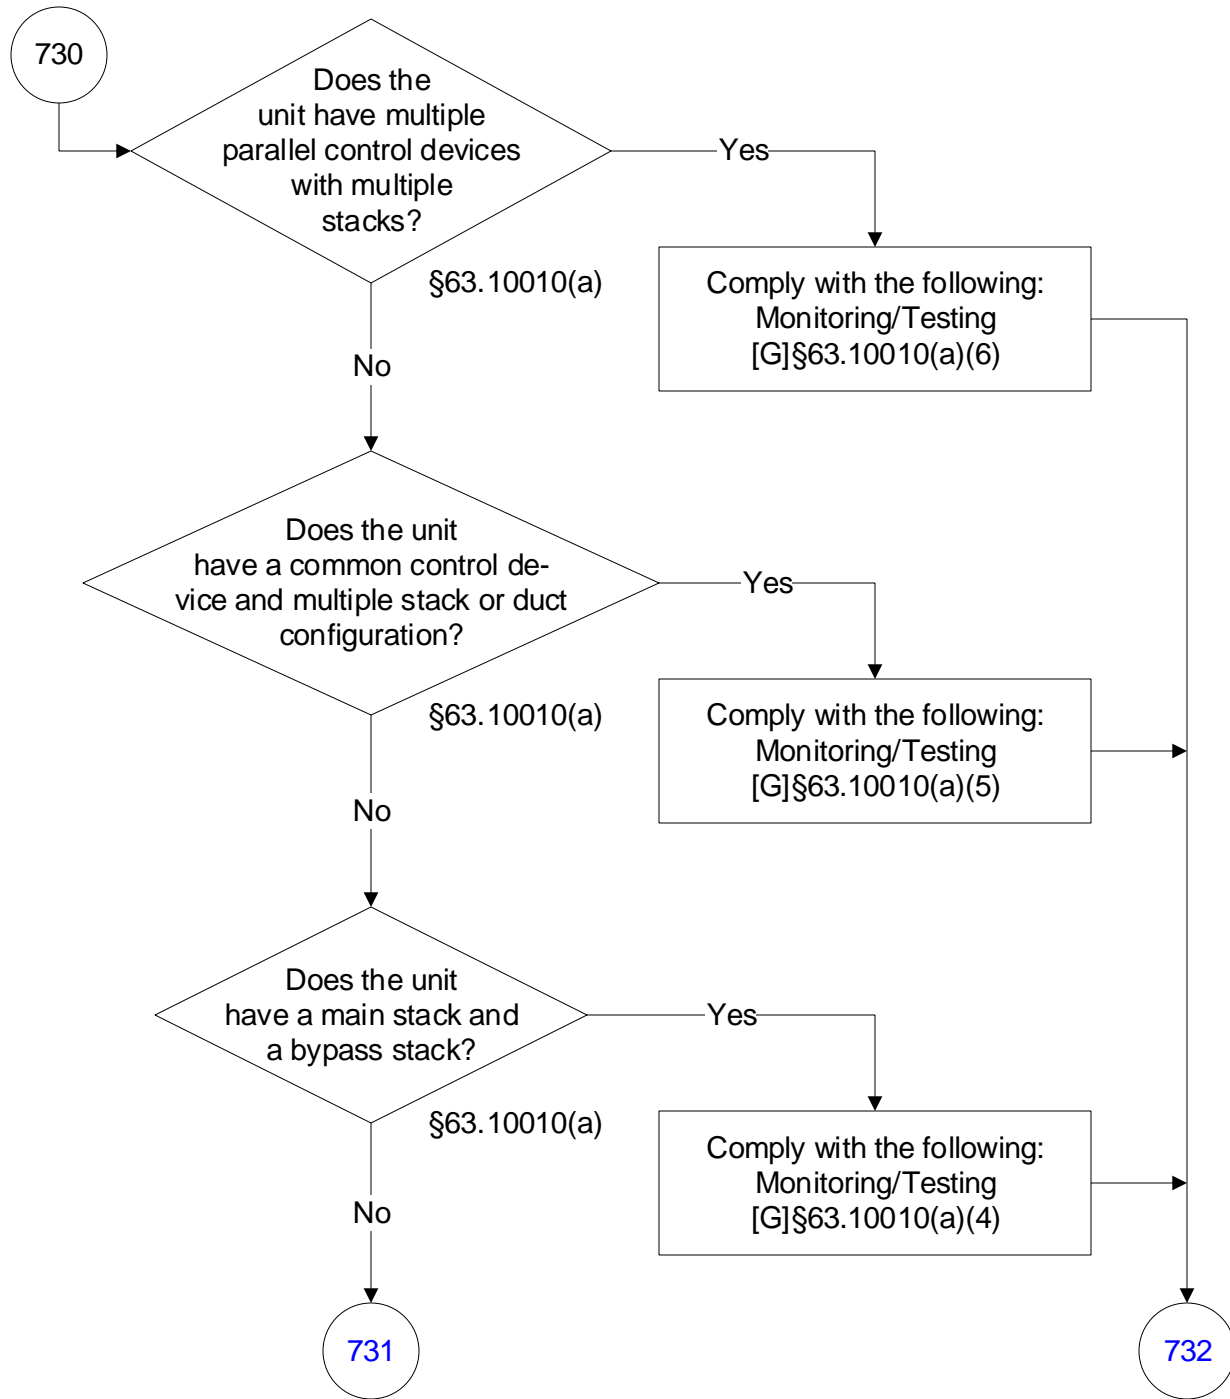 730
Does the
unit have multiple
parallel control devices
with multiple
stacks?
Yes
§63.10010(a)
Comply with the following:
Monitoring/Testing
[G]§63.10010(a)(6)
No
Does the unit
have a common control de-
vice and multiple stack or duct
configuration?
Yes
§63.10010(a)
Comply with the following:
Monitoring/Testing
[G]§63.10010(a)(5)
No
Does the unit
have a main stack and
a bypass stack?
Yes
§63.10010(a)
Comply with the following:
Monitoring/Testing
[G]§63.10010(a)(4)
No
731
732